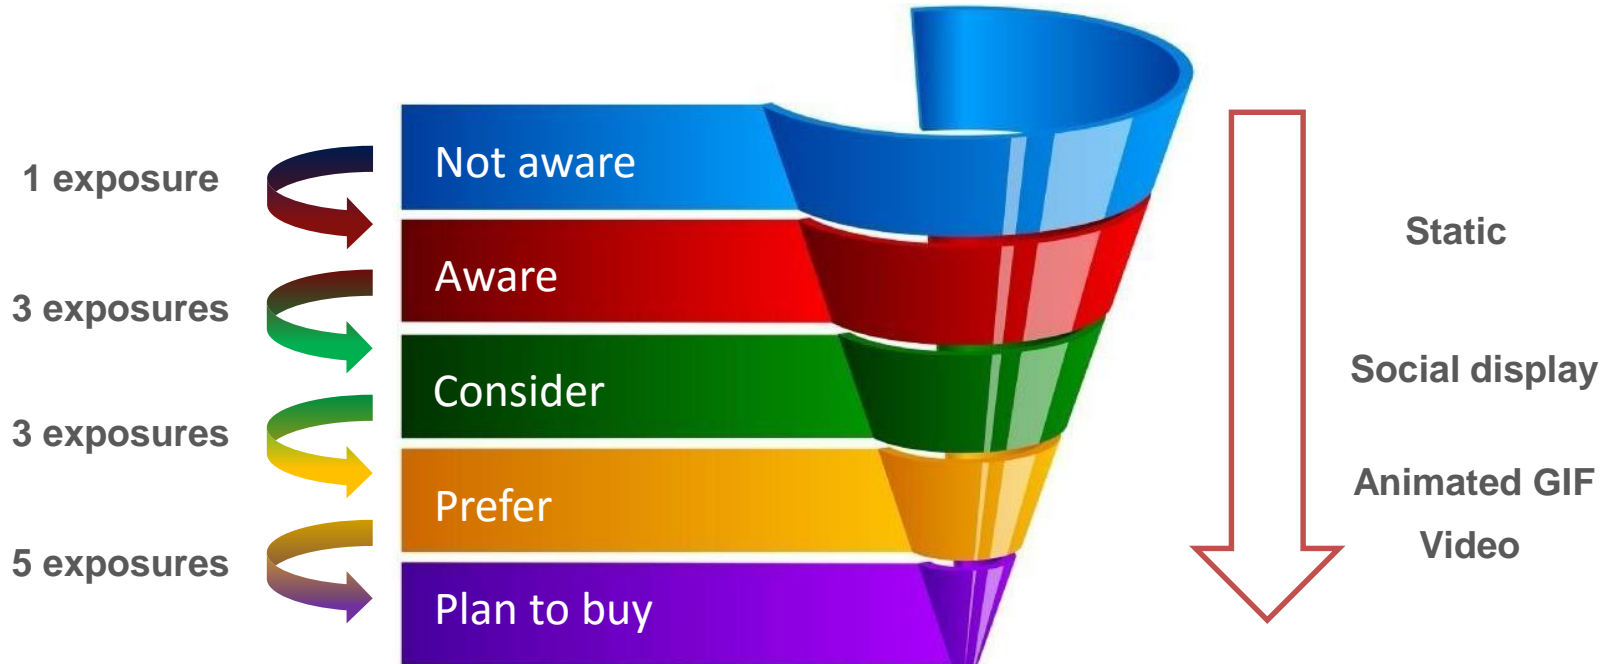 Not aware
1 exposure
Static
Aware
3 exposures
Social display
Consider
3 exposures
Animated GIF
Prefer
Video
5 exposures
Plan to buy